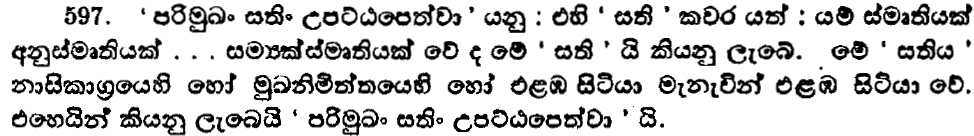 597. ‘ පරිමුඛං සතිං උපට්ඨපෙත්වා ’ යනු : එහි ‘ සති ’ කවර යත් : යම් ස්මෘතියක්
අනුස්මෘතියක් . . . සම්‍යක්ස්මෘතියක් වේ ද මේ ‘ සති ’ යි කියනු ලැබේ. මේ ‘ සතිය ’
නාසිකාග්‍රයෙහි හෝ මුඛනිමිත්තයෙහි හෝ එළඹ සිටියා මැනැවින් එළඹ සිටියා වේ.
එහෙයින් කියනු ලැබෙයි ‘ පරිමුඛං සතිං උපට්ඨපෙත්වා ’ යි.